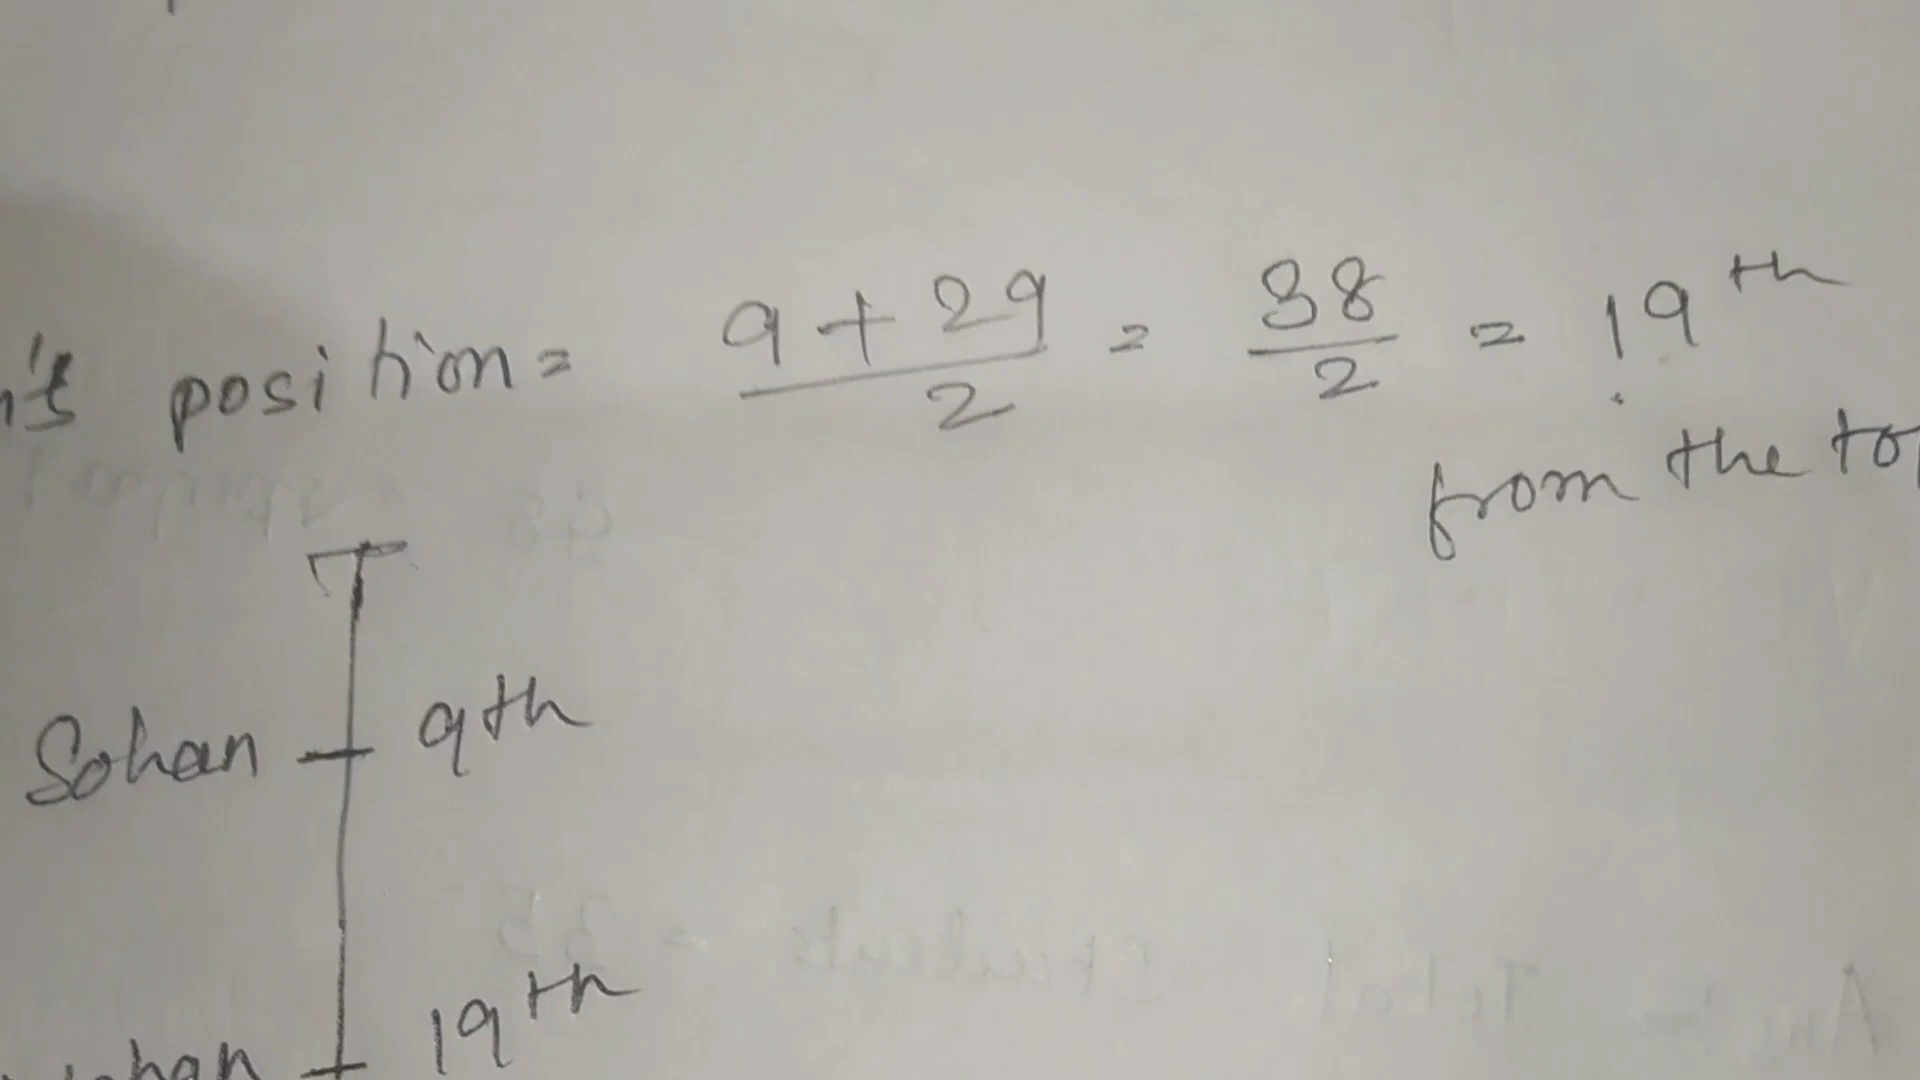 's position = 9 + 29 / 2 = 38 / 2 = 19th
from the to
Sohan 9th
19th